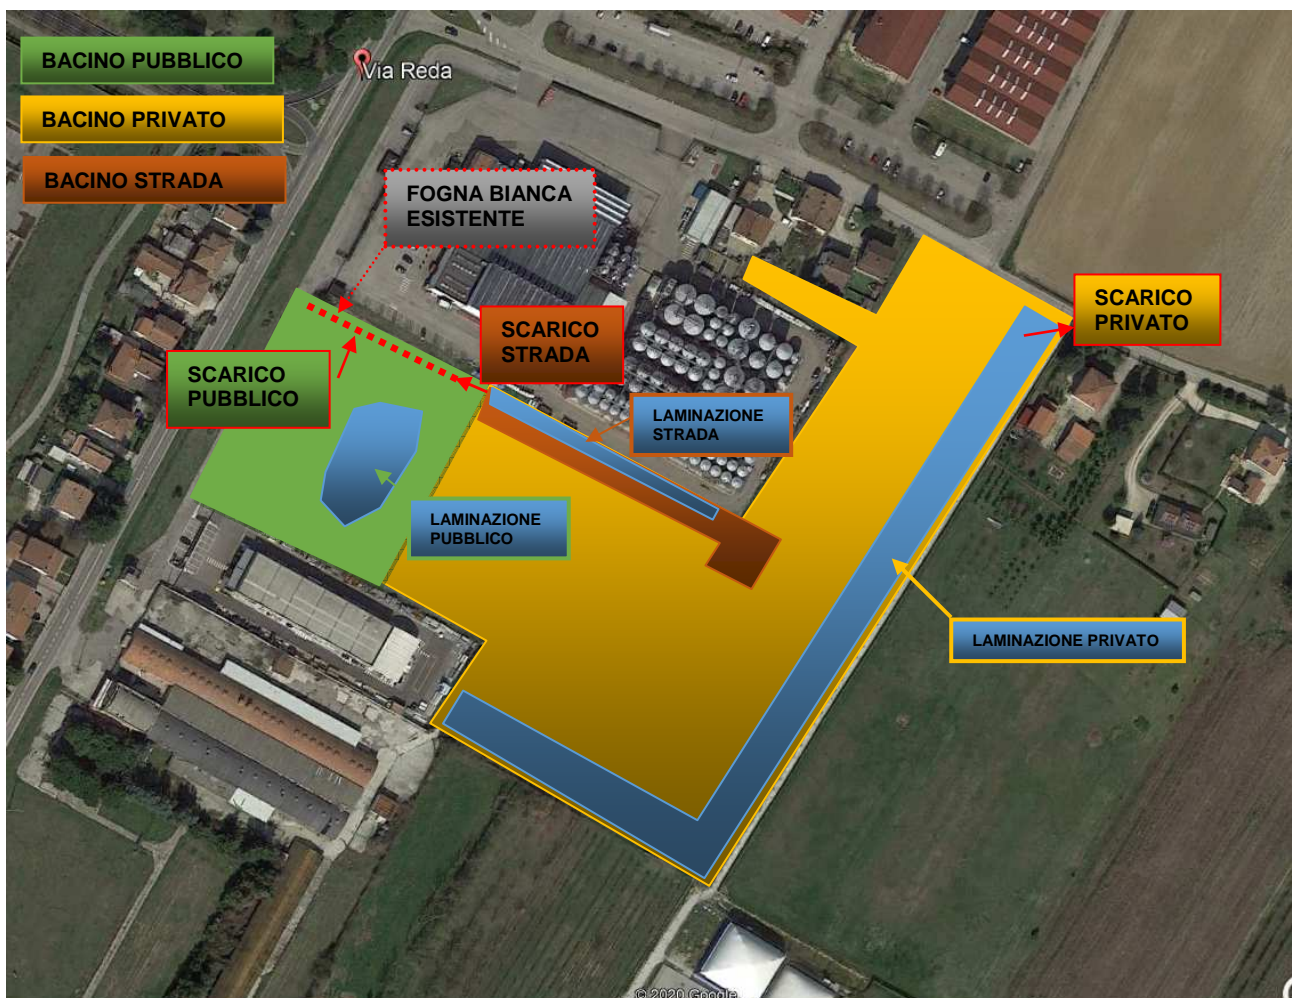 BACINO PUBBLICO
Via Reda
BACINO PRIVATO
BACINO STRADA
FOGNA BIANCA
ESISTENTE
SCARICO
PRIVATO
SCARICO
STRADA
SCARICO
PUBBLICO
LAMINAZIONE
STRADA
LAMINAZIONE
PUBBLICO
LAMINAZIONE PRIVATO
© 2020 Google